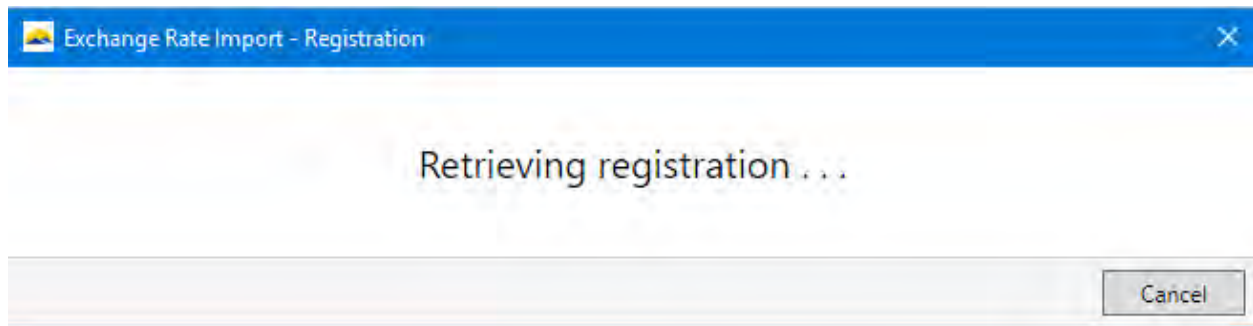 Exchange Rate Import - Registration
Retrieving registration . . .
Cancel